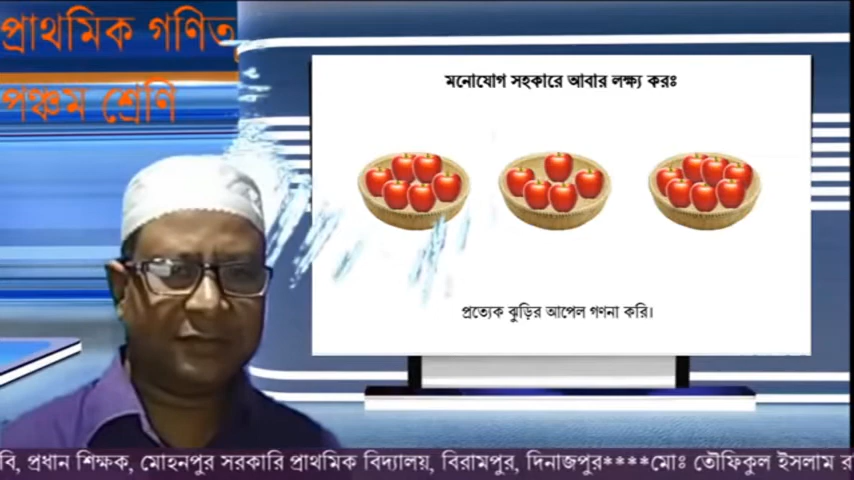 প্রাথমিক গণিত,
পঞ্চম শ্রেণি
মনোযোগ সহকারে আবার লক্ষ্য করঃ
প্রত্যেক ঝুড়ির আপেল গণনা করি।
বি, প্রধান শিক্ষক, মোহনপুর সরকারি প্রাথমিক বিদ্যালয়, বিরামপুর, দিনাজপুর****মোঃ তৌফিকুল ইসলাম র